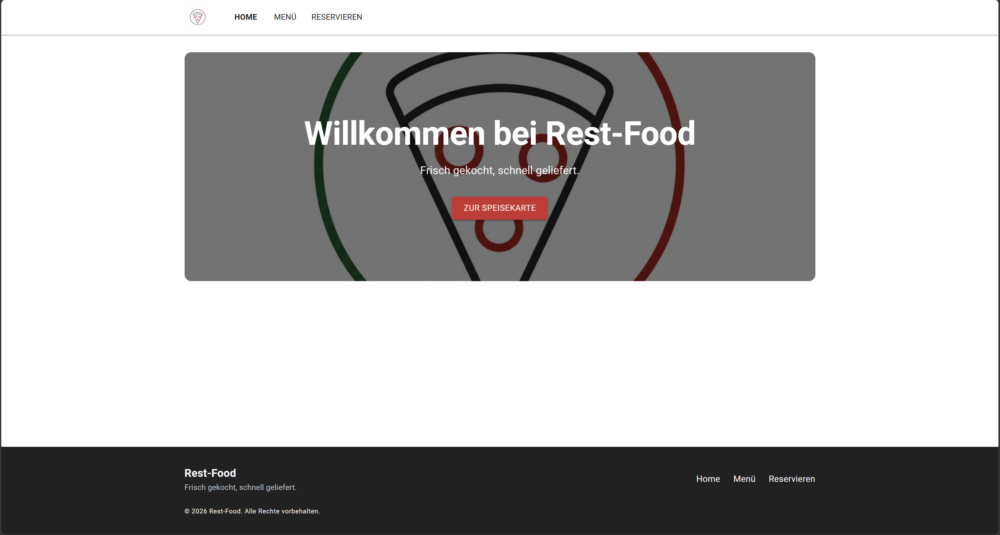 HOME MENÜ RESERVIEREN
Willkommen bei Rest-Food
Frisch gekocht, schnell geliefert.
ZUR SPEISEKARTE
Rest-Food
Frisch gekocht, schnell geliefert.
Home Menü Reservieren
© 2026 Rest-Food. Alle Rechte vorbehalten.